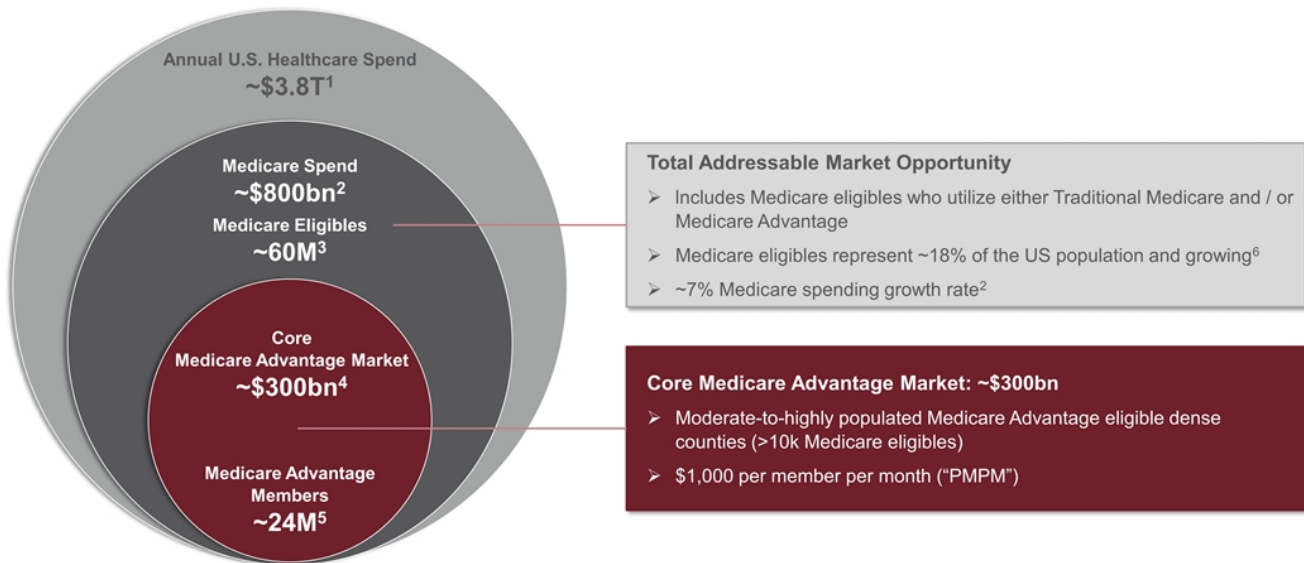 Annual U.S. Healthcare Spend
~$3.8T¹
Medicare Spend
~$800bn²
Medicare Eligibles
~60M³
Core
Medicare Advantage Market
~$300bn⁴
Medicare Advantage
Members
~24M⁵
Total Addressable Market Opportunity
➢ Includes Medicare eligibles who utilize either Traditional Medicare and / or
Medicare Advantage
➢ Medicare eligibles represent ~18% of the US population and growing⁶
➢ ~7% Medicare spending growth rate²
Core Medicare Advantage Market: ~$300bn
➢ Moderate-to-highly populated Medicare Advantage eligible dense
counties (>10k Medicare eligibles)
➢ $1,000 per member per month (“PMPM”)